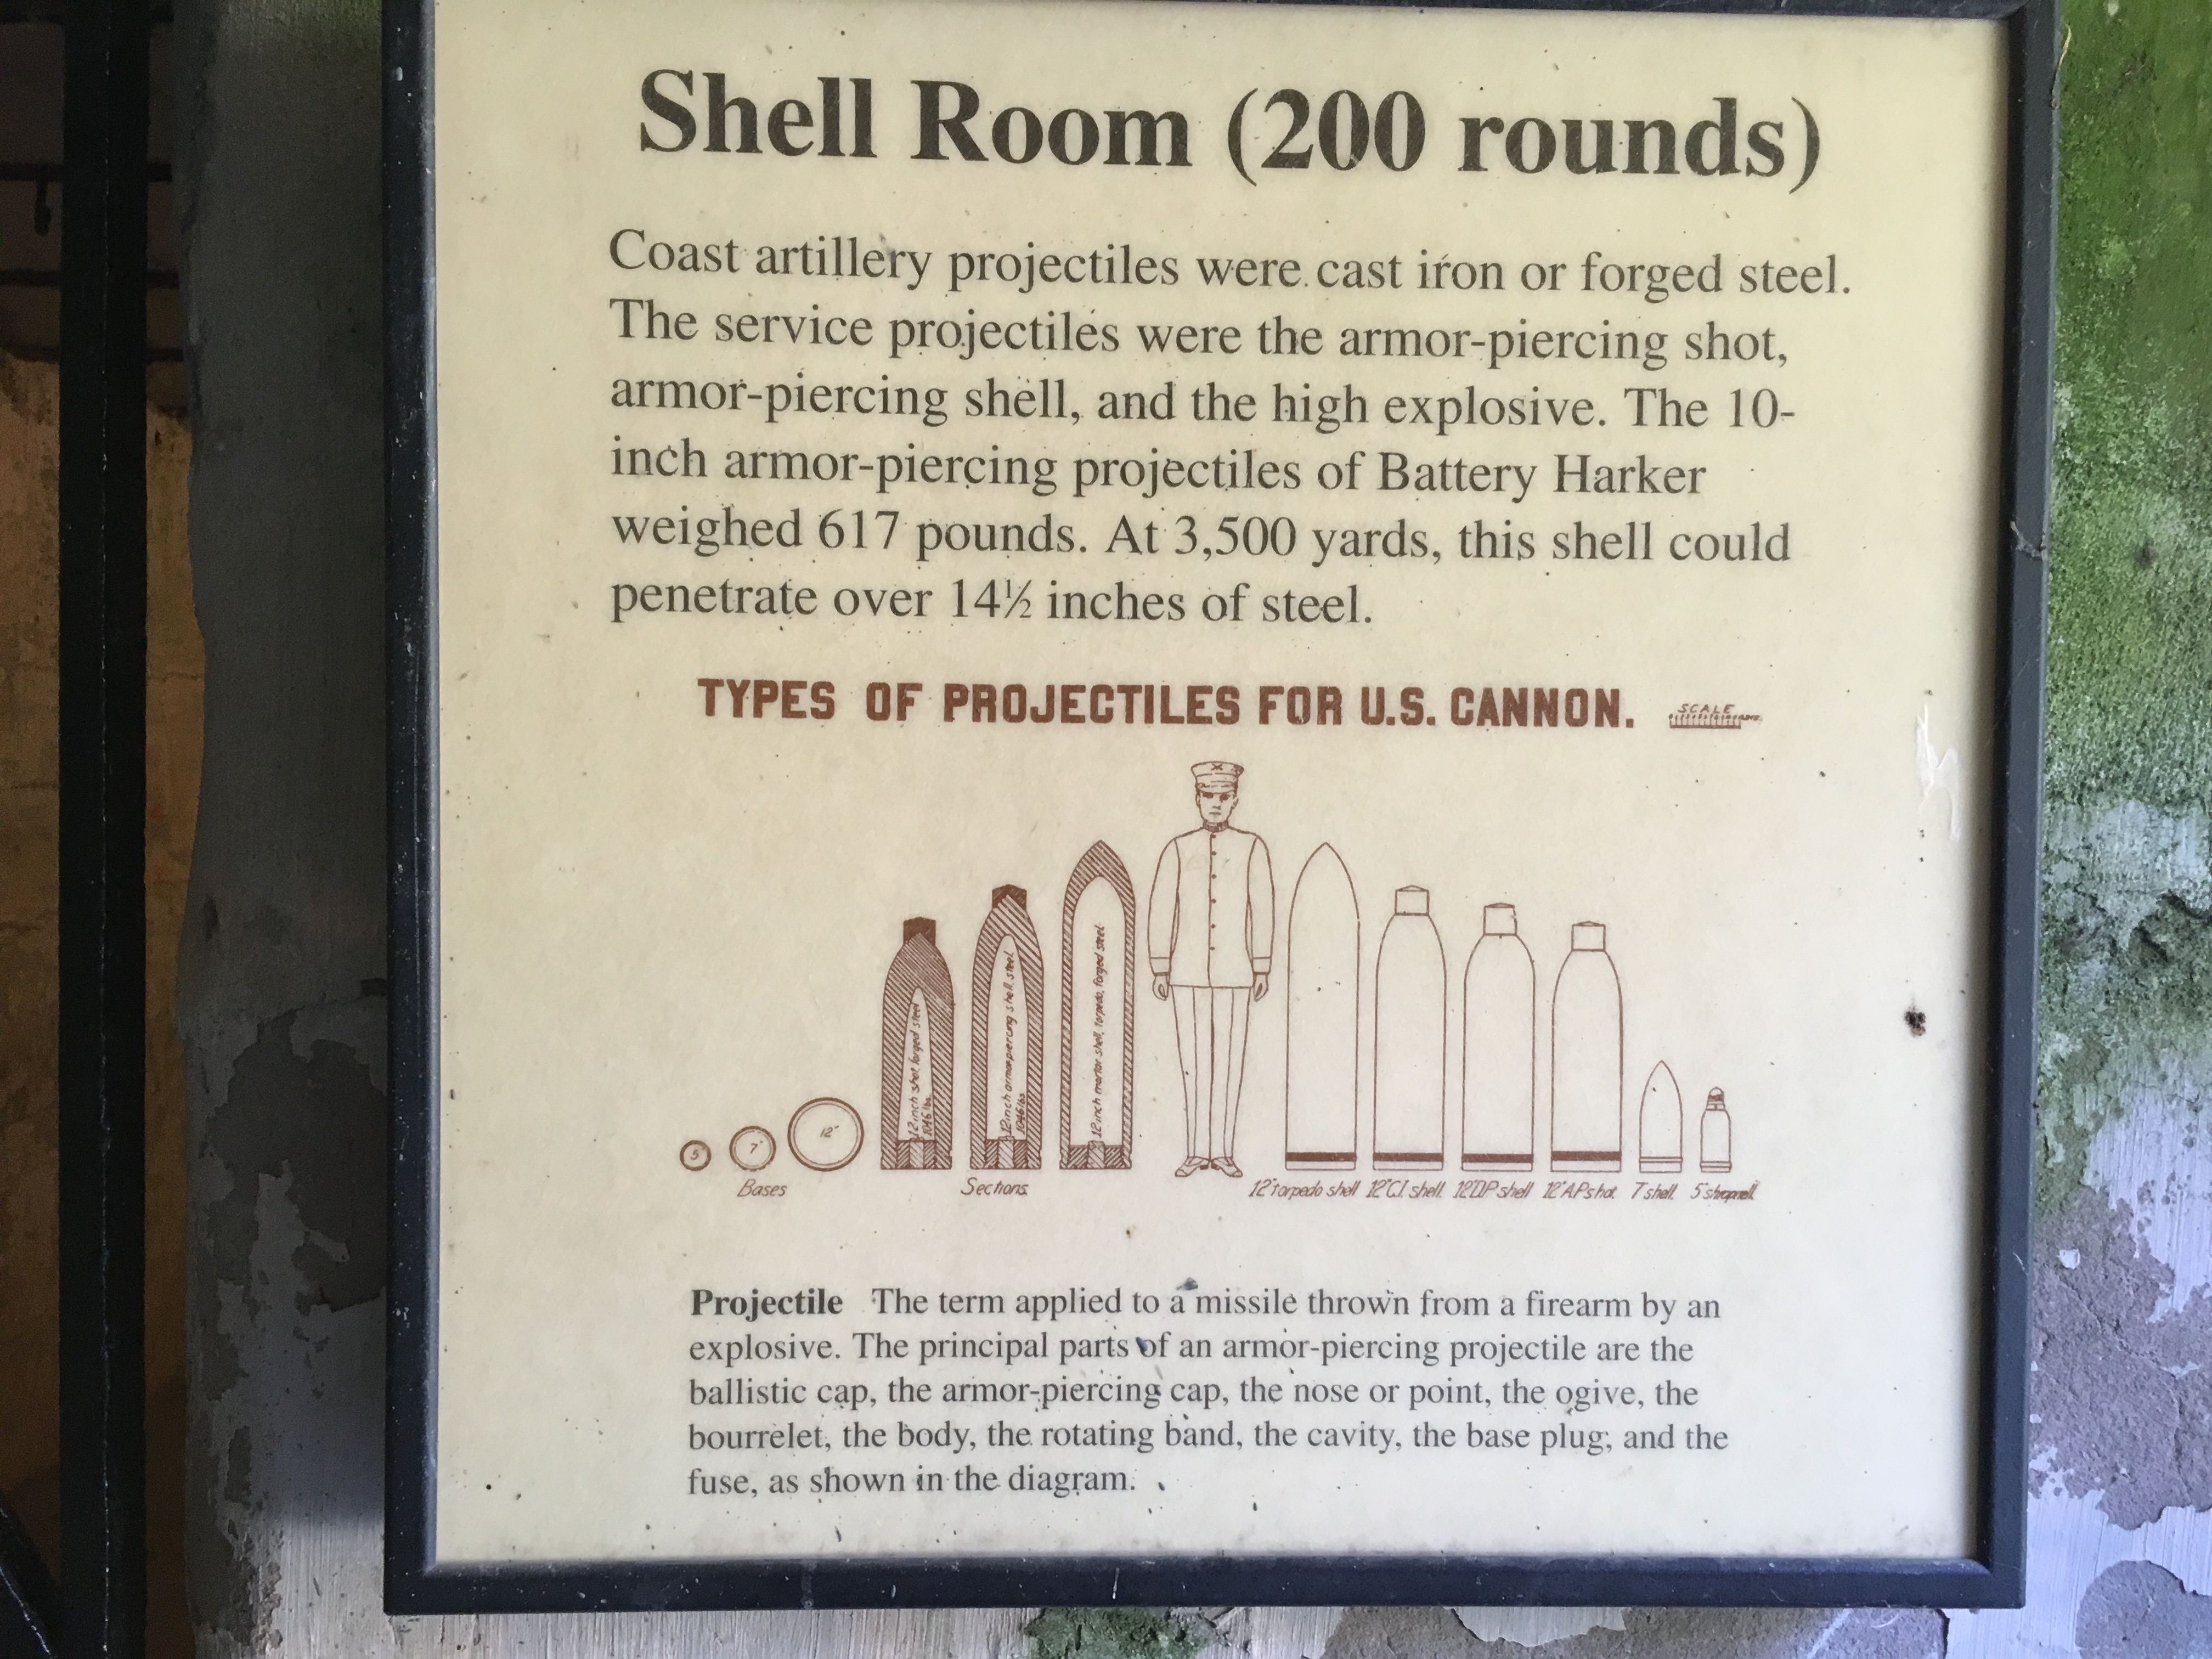 Shell Room (200 rounds)
Coast artillery projectiles were cast iron or forged steel.
The service projectiles were the armor-piercing shot,
armor-piercing shell, and the high explosive. The 10-
inch armor-piercing projectiles of Battery Harker
weighed 617 pounds. At 3,500 yards, this shell could
penetrate over 14½ inches of steel.
TYPES OF PROJECTILES FOR U.S. CANNON.
SCALE
12-inch shot, forged steel
1046 lbs.
12-inch armor piercing shell, steel.
1046 lbs
12-inch mortar shell, torpedo, forged steel.
5"
7"
12"
Bases
Sections.
12" torpedo shell
12" C.I. shell.
12" D.P. shell
12" A.P. shot.
7" shell.
5" shrapnell.
Projectile The term applied to a missile thrown from a firearm by an
explosive. The principal parts of an armor-piercing projectile are the
ballistic cap, the armor-piercing cap, the nose or point, the ogive, the
bourrelet, the body, the rotating band, the cavity, the base plug, and the
fuse, as shown in the diagram.